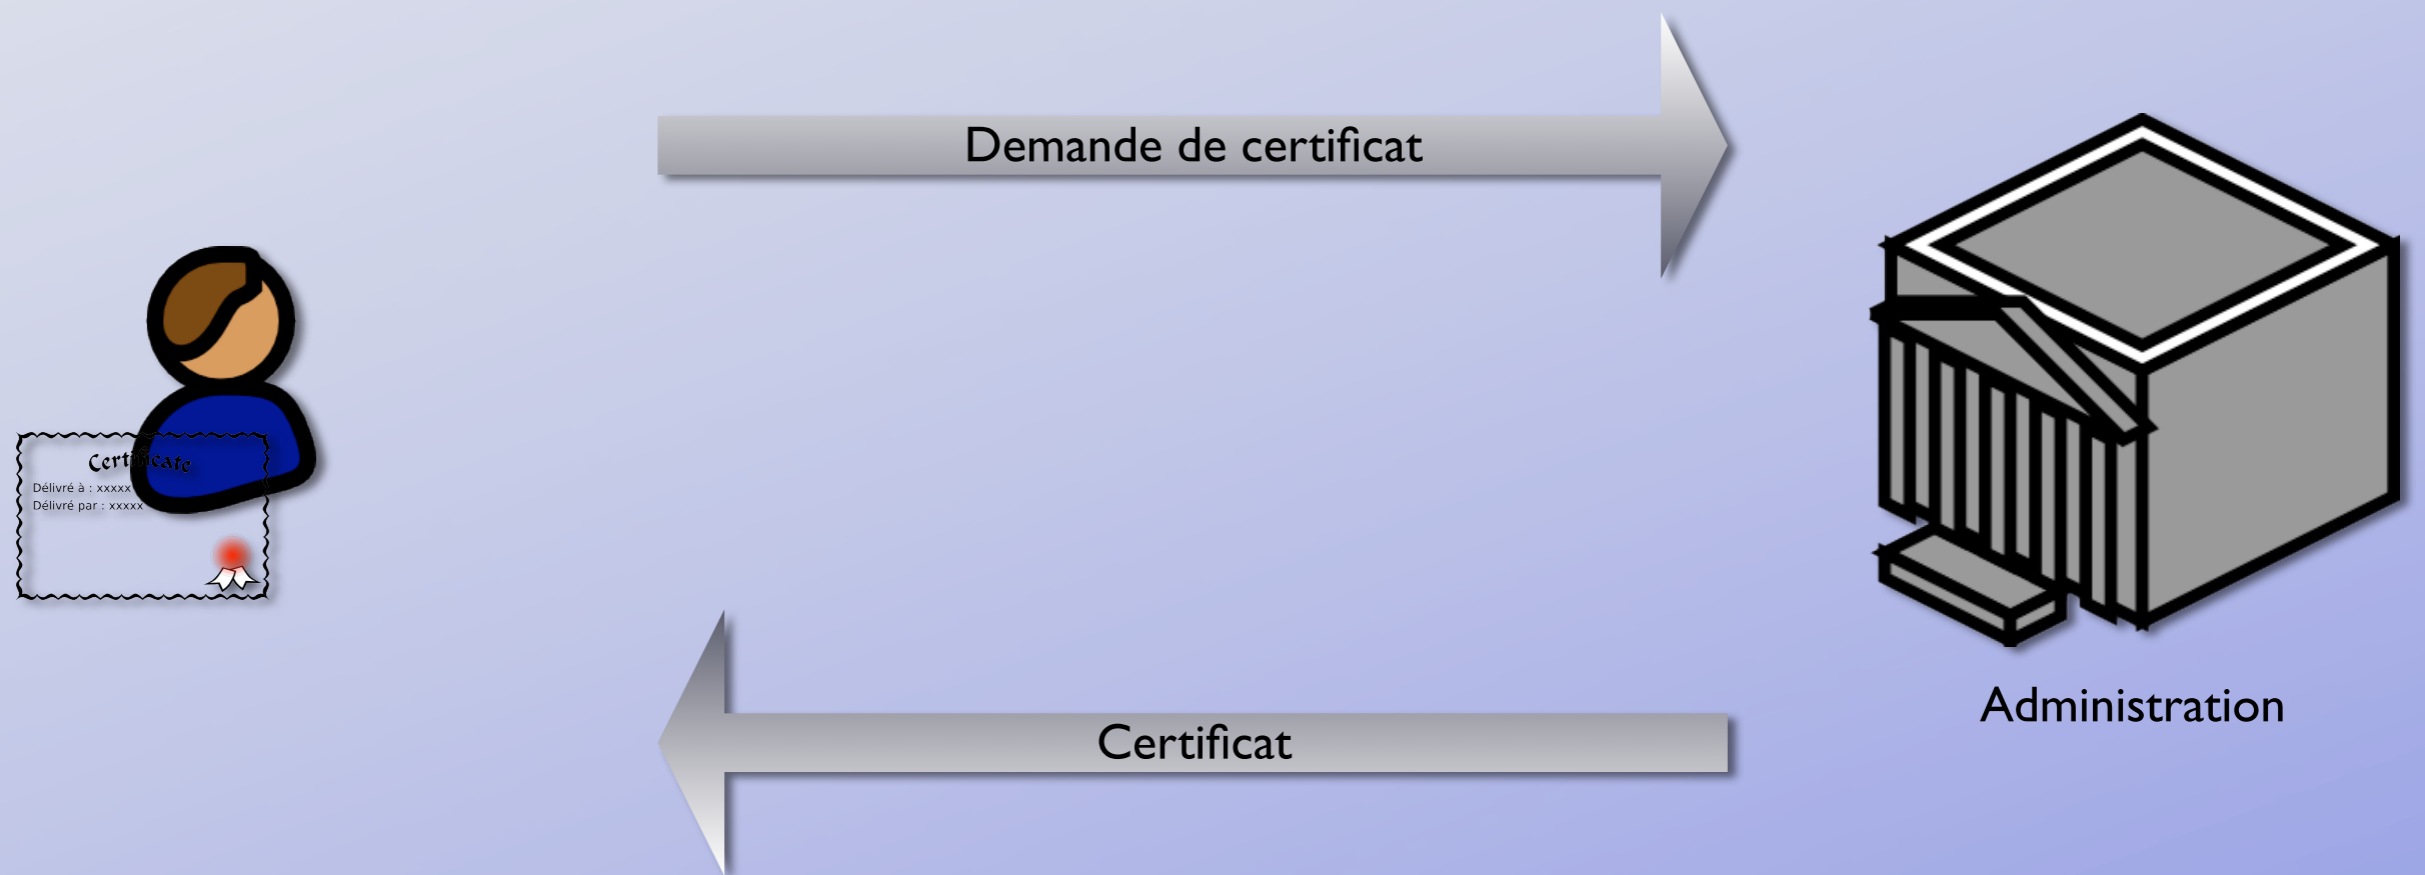 Demande de certificat
Certificate
Délivré à : xxxxx
Délivré par : xxxxx
Administration
Certificat